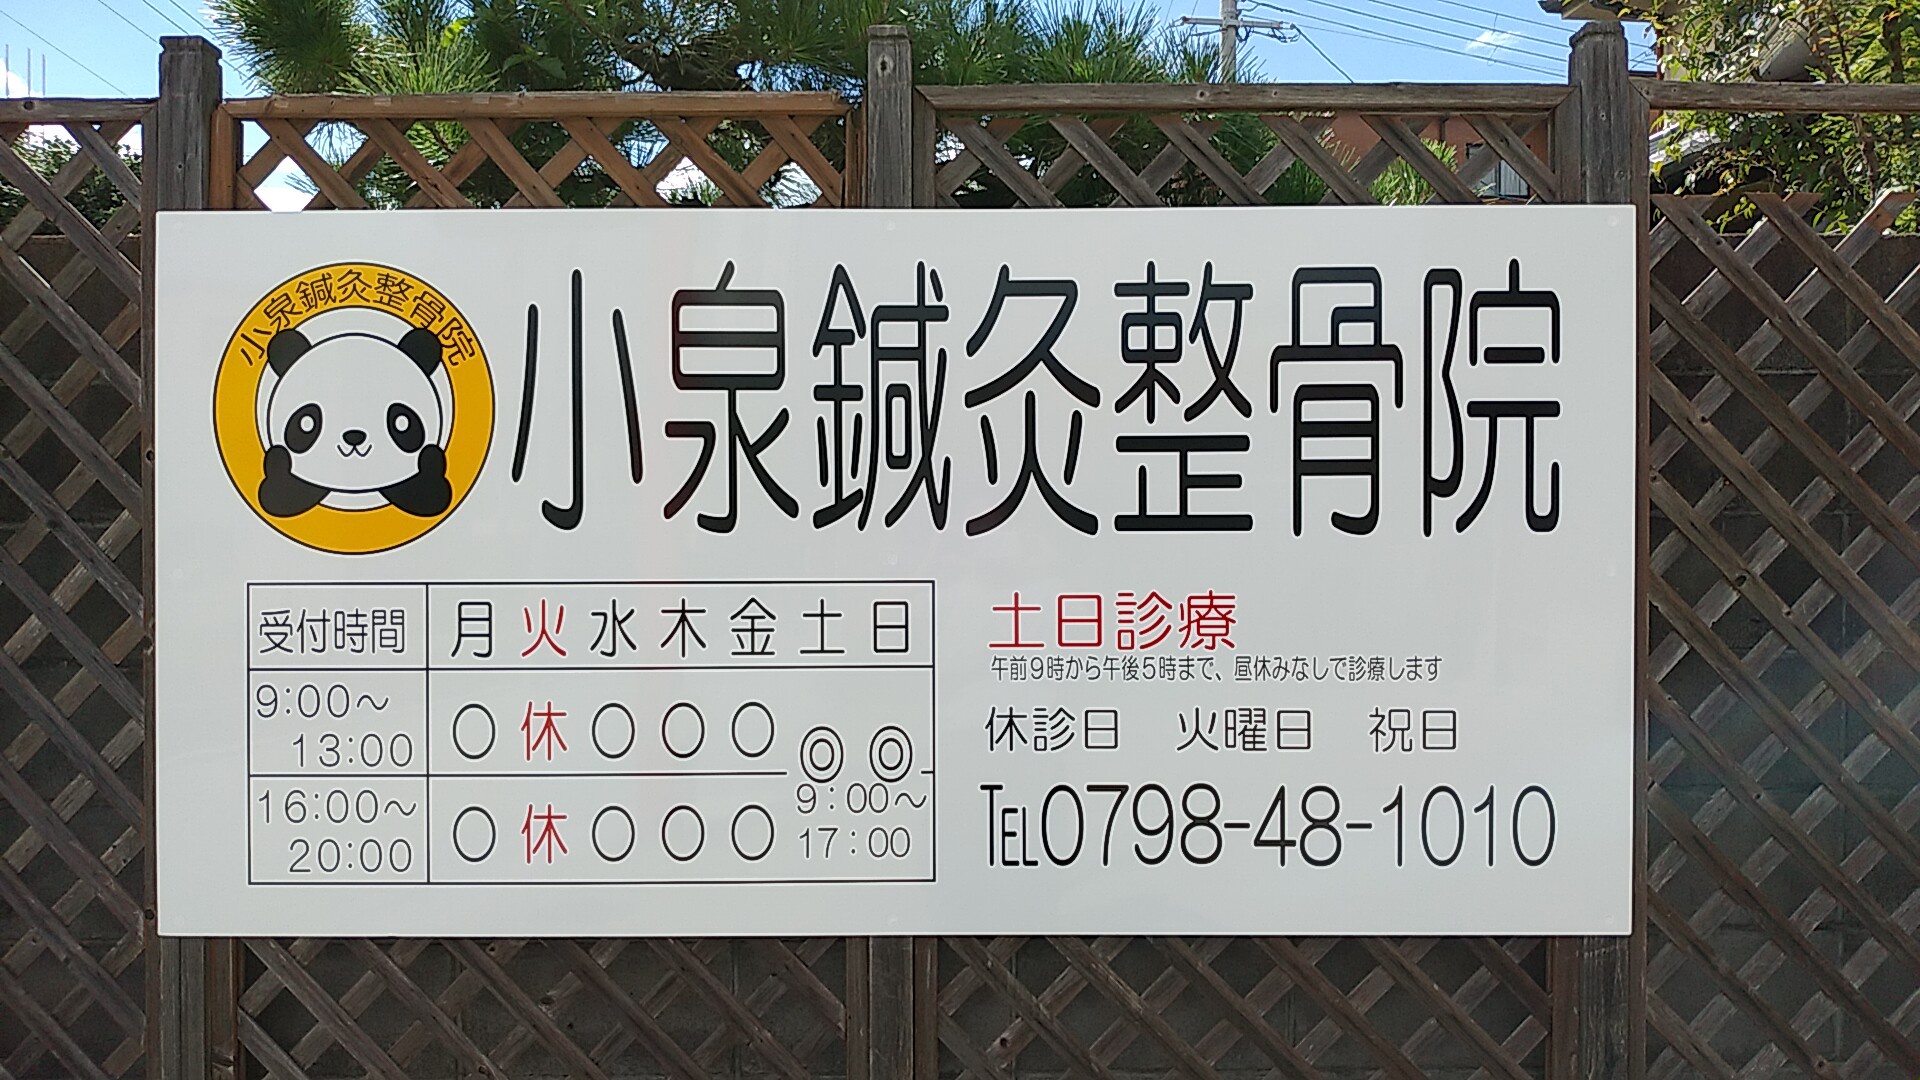 小泉鍼灸整骨院
小泉鍼灸整骨院
受付時間 月 火 水 木 金 土 日
9:00～13:00 〇 休 〇 〇 〇 ◎ ◎
16:00～20:00 〇 休 〇 〇 〇 9:00～17:00
土日診療
午前9時から午後5時まで、昼休みなしで診療します
休診日 火曜日 祝日
TEL0798-48-1010